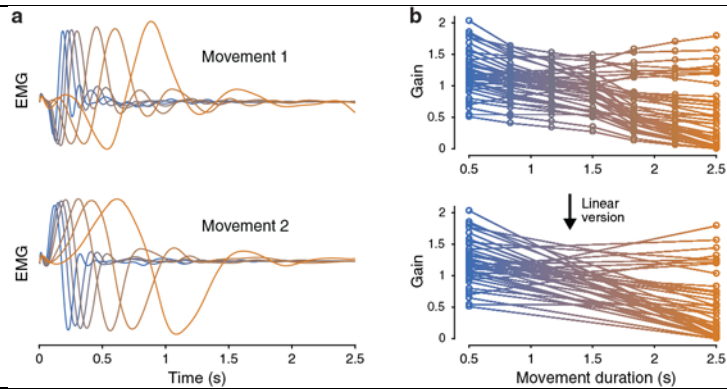 a
b
Movement 1
EMG
2
1.5
1
0.5
0
Gain
0.5 1 1.5 2 2.5
Linear
version
Movement 2
EMG
2
1.5
1
0.5
0
Gain
0 0.5 1 1.5 2 2.5
Time (s)
0.5 1 1.5 2 2.5
Movement duration (s)